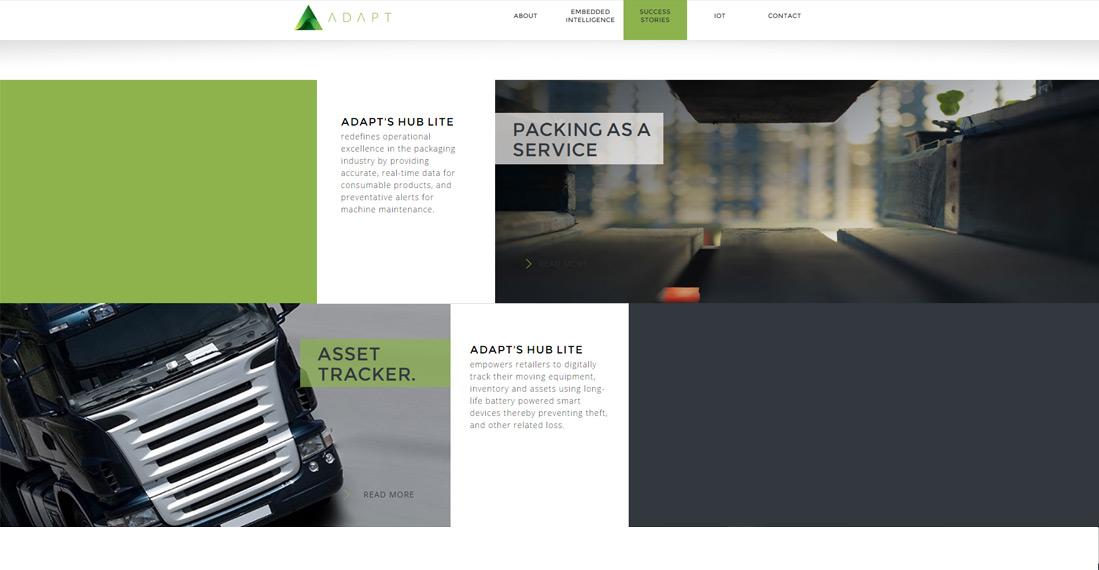 ADAPT
ABOUT
EMBEDDED
INTELLIGENCE
SUCCESS
STORIES
IOT
CONTACT
ADAPT'S HUB LITE
redefines operational
excellence in the packaging
industry by providing
accurate, real-time data for
consumable products, and
preventative alerts for
machine maintenance.
PACKING AS A
SERVICE
READ MORE
ASSET
TRACKER.
READ MORE
ADAPT'S HUB LITE
empowers retailers to digitally
track their moving equipment,
inventory and assets using long-
life battery powered smart
devices thereby preventing theft,
and other related loss.